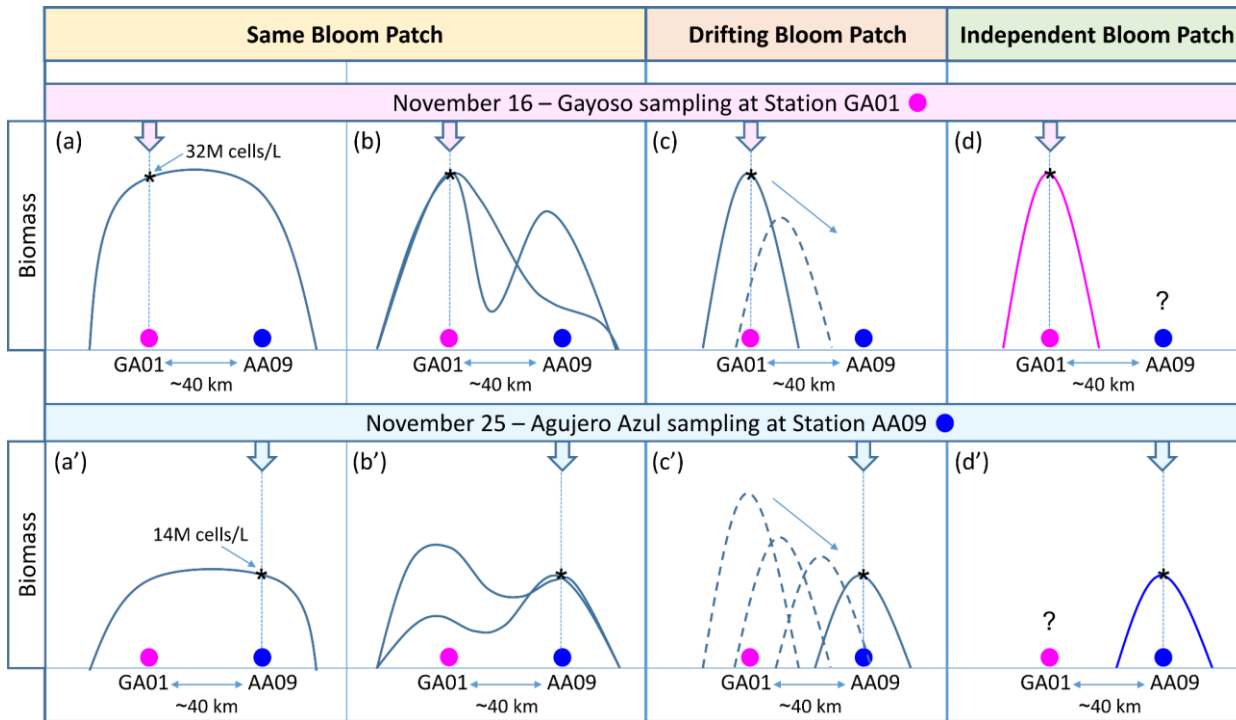 Same Bloom Patch
Drifting Bloom Patch
Independent Bloom Patch
November 16 – Gayoso sampling at Station GA01
Biomass
(a)
32M cells/L
*
GA01
AA09
~40 km
(b)
*
GA01
AA09
~40 km
(c)
*
GA01
AA09
~40 km
(d)
*
?
GA01
AA09
~40 km
November 25 – Agujero Azul sampling at Station AA09
Biomass
(a')
14M cells/L
*
GA01
AA09
~40 km
(b')
*
GA01
AA09
~40 km
(c')
*
GA01
AA09
~40 km
(d')
*
?
GA01
AA09
~40 km